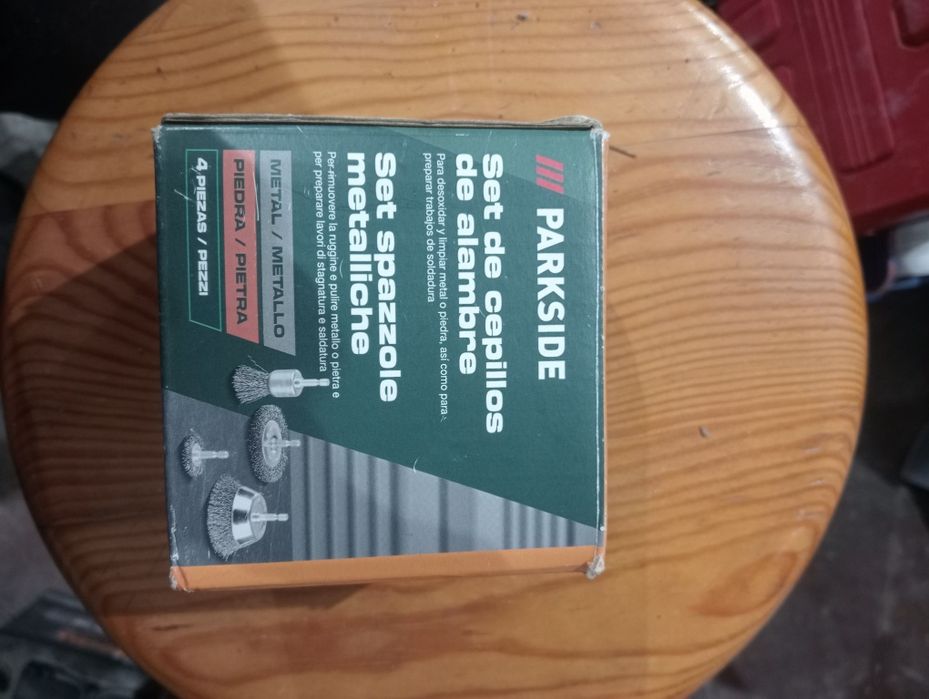 PARKSIDE
Set de cepillos
de alambre
Para desoxidar y limpiar metal o piedra, así como para
preparar trabajos de soldadura
Set spazzole
metalliche
Per rimuovere la ruggine e pulire metallo o pietra e
per preparare lavori di stagnatura e saldatura
METAL / METALLO
PIEDRA / PIETRA
4 PIEZAS / PEZZI